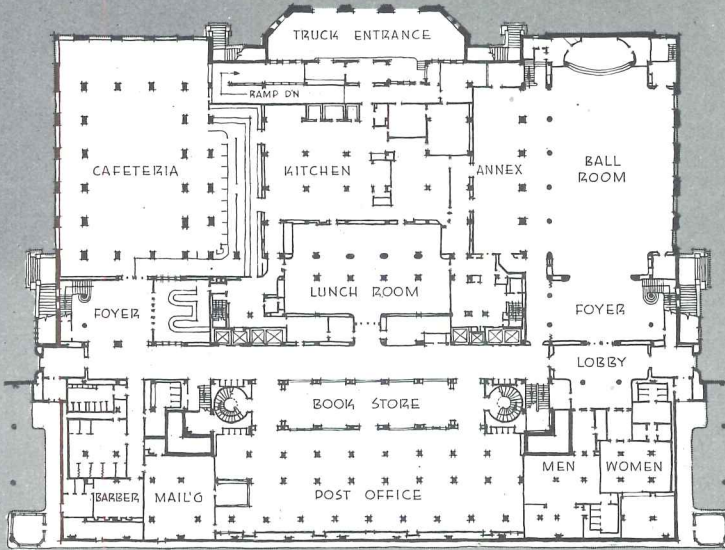 TRUCK ENTRANCE
RAMP D'N
CAFETERIA
KITCHEN
ANNEX
BALL
ROOM
LUNCH ROOM
FOYER
FOYER
LOBBY
BOOK STORE
MEN
WOMEN
BARBER
MAIL'G
POST OFFICE